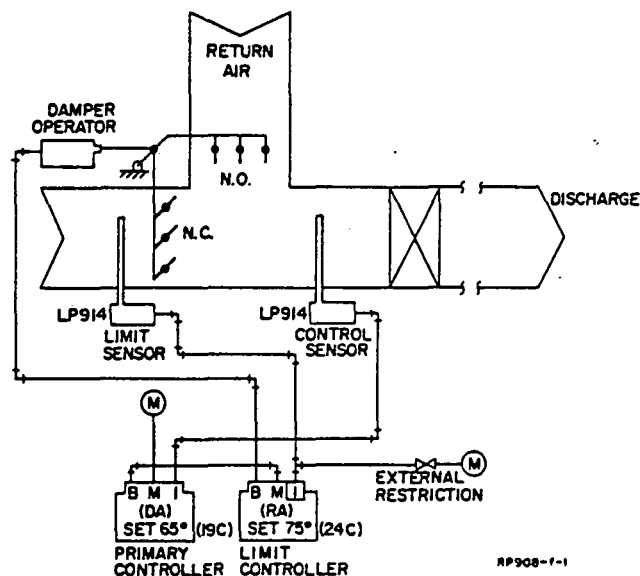 RETURN
AIR
DAMPER
OPERATOR
N.O.
DISCHARGE
N.C.
LP914
LIMIT
SENSOR
LP914
CONTROL
SENSOR
M
M
EXTERNAL
RESTRICTION
B M I
(DA)
SET 65° (19C)
PRIMARY
CONTROLLER
B M I
(RA)
SET 75° (24C)
LIMIT
CONTROLLER
RP908-1-1